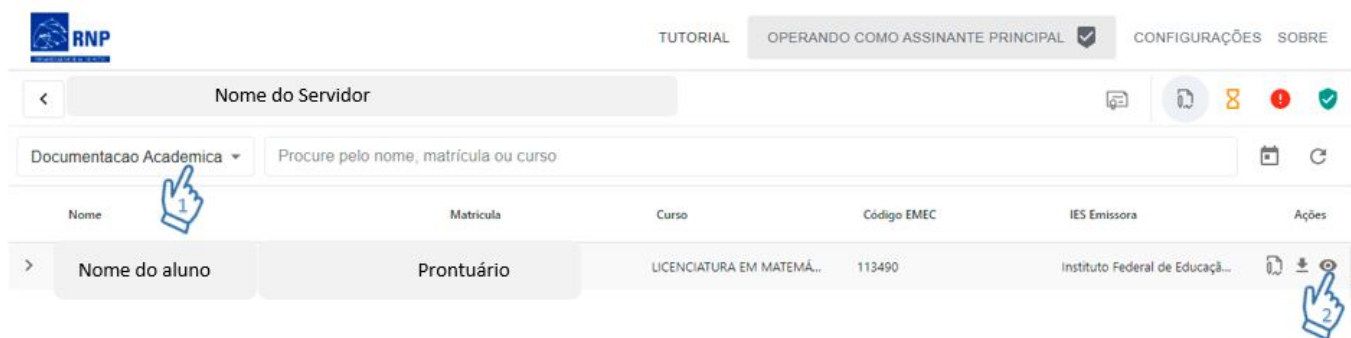 RNP
TUTORIAL OPERANDO COMO ASSINANTE PRINCIPAL CONFIGURAÇÕES SOBRE
Nome do Servidor
Documentacao Academica Procure pelo nome, matrícula ou curso
1
Nome Matricula Curso Código EMEC IES Emissora Ações
Nome do aluno Prontuário LICENCIATURA EM MATEMÁ... 113490 Instituto Federal de Educaçã...
2